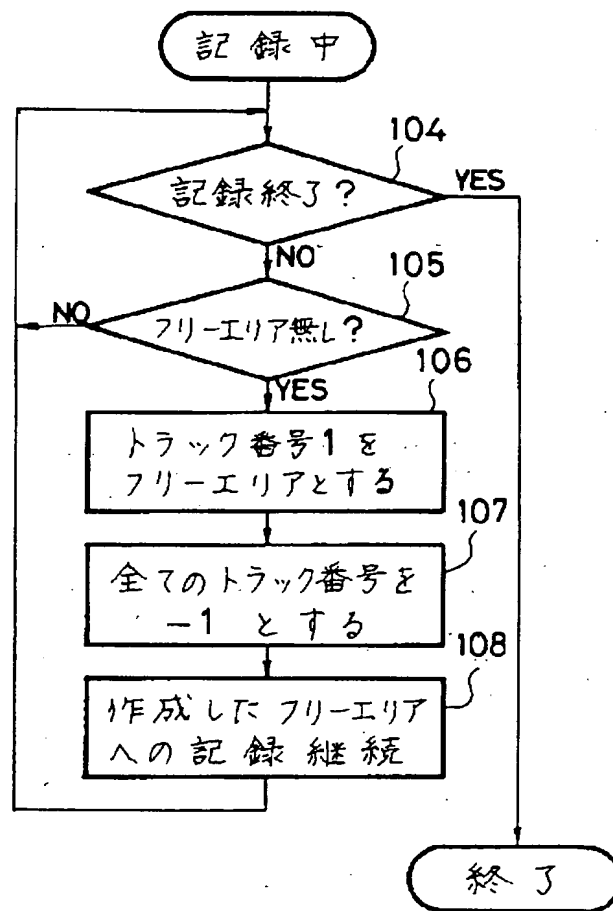 記録中
104
記録終了?
YES
NO
105
フリーエリア無し?
NO
YES
106
トラック番号1を
フリーエリアとする
107
全てのトラック番号を
-1とする
108
作成したフリーエリア
への記録継続
終了